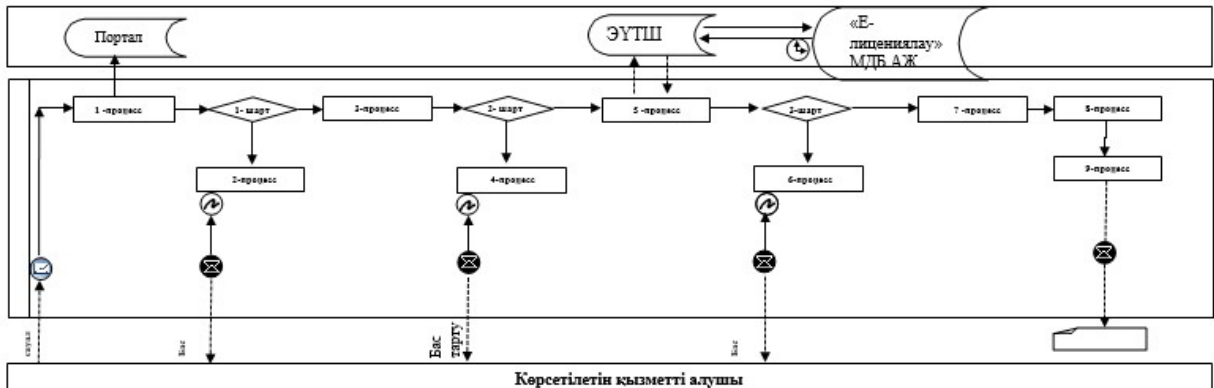 Портал
ЭҮТШ
«Е-
лицениялау»
МДБ АЖ
1 -процесс
1- шарт
3-процесс
2- шарт
5 -процесс
3-шарт
7 -процесс
8-процесс
2-процесс
4-процесс
6-процесс
9-процесс
сұрау
Бас
Бас
тарту
Бас
Көрсетілетін қызметті алушы